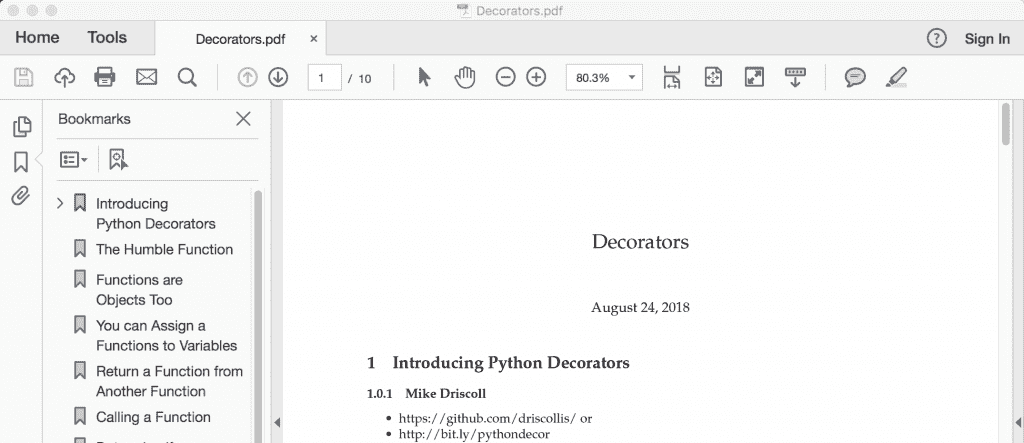 Decorators.pdf
Home Tools Decorators.pdf × ? Sign In
1 / 10 80.3%
Bookmarks
Introducing
Python Decorators
The Humble Function
Functions are
Objects Too
You can Assign a
Functions to Variables
Return a Function from
Another Function
Calling a Function
Decorators
August 24, 2018
1 Introducing Python Decorators
1.0.1 Mike Driscoll
• https://github.com/driscollis/ or
• http://bit.ly/pythondecor